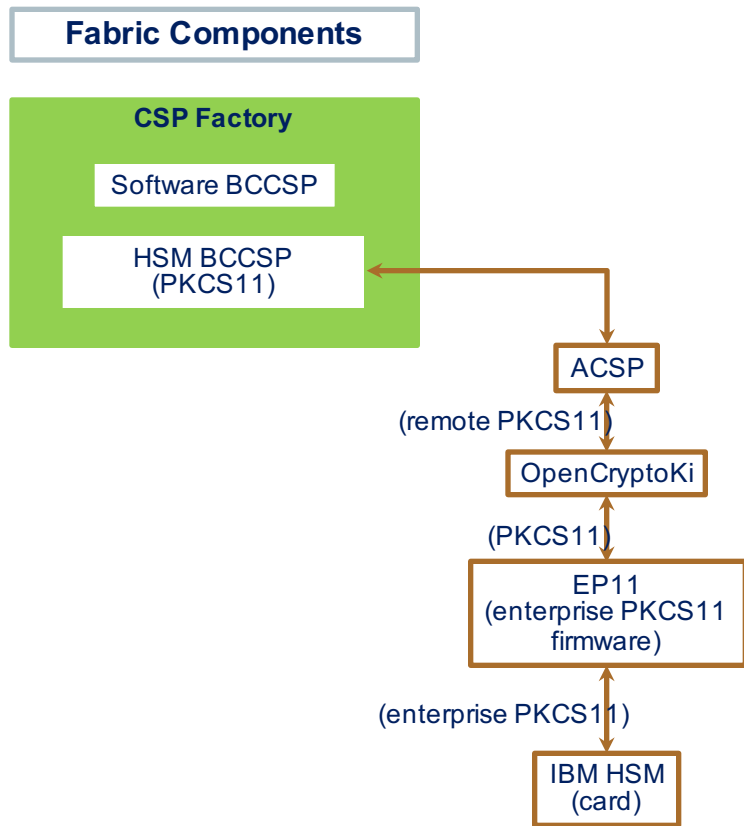 Fabric Components
CSP Factory
Software BCCSP
HSM BCCSP
(PKCS11)
ACSP
(remote PKCS11)
OpenCryptoKi
(PKCS11)
EP11
(enterprise PKCS11
firmware)
(enterprise PKCS11)
IBM HSM
(card)